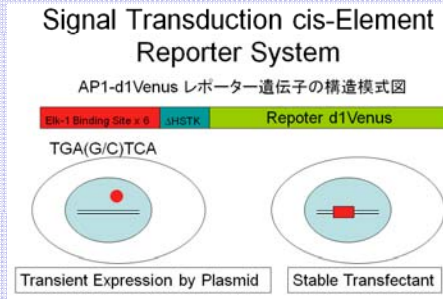 Signal Transduction cis-Element
Reporter System
AP1-d1Venus レポーター遺伝子の構造模式図
Elk-1 Binding Site x 6 ΔHSTK Repoter d1Venus
TGA(G/C)TCA
Transient Expression by Plasmid Stable Transfectant